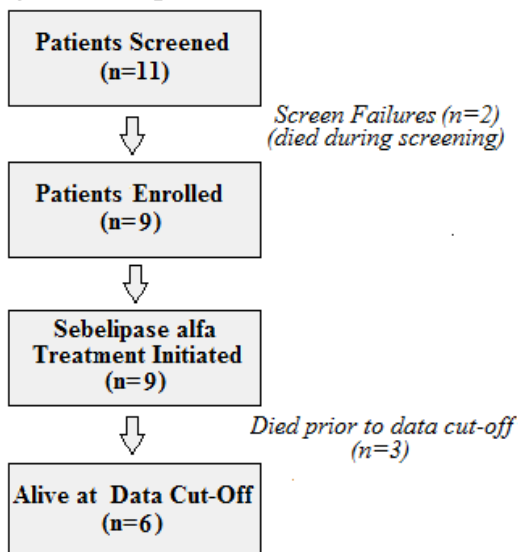 Patients Screened
(n=11)
Screen Failures (n=2)
(died during screening)
Patients Enrolled
(n=9)
Sebelipase alfa
Treatment Initiated
(n=9)
Died prior to data cut-off
(n=3)
Alive at Data Cut-Off
(n=6)